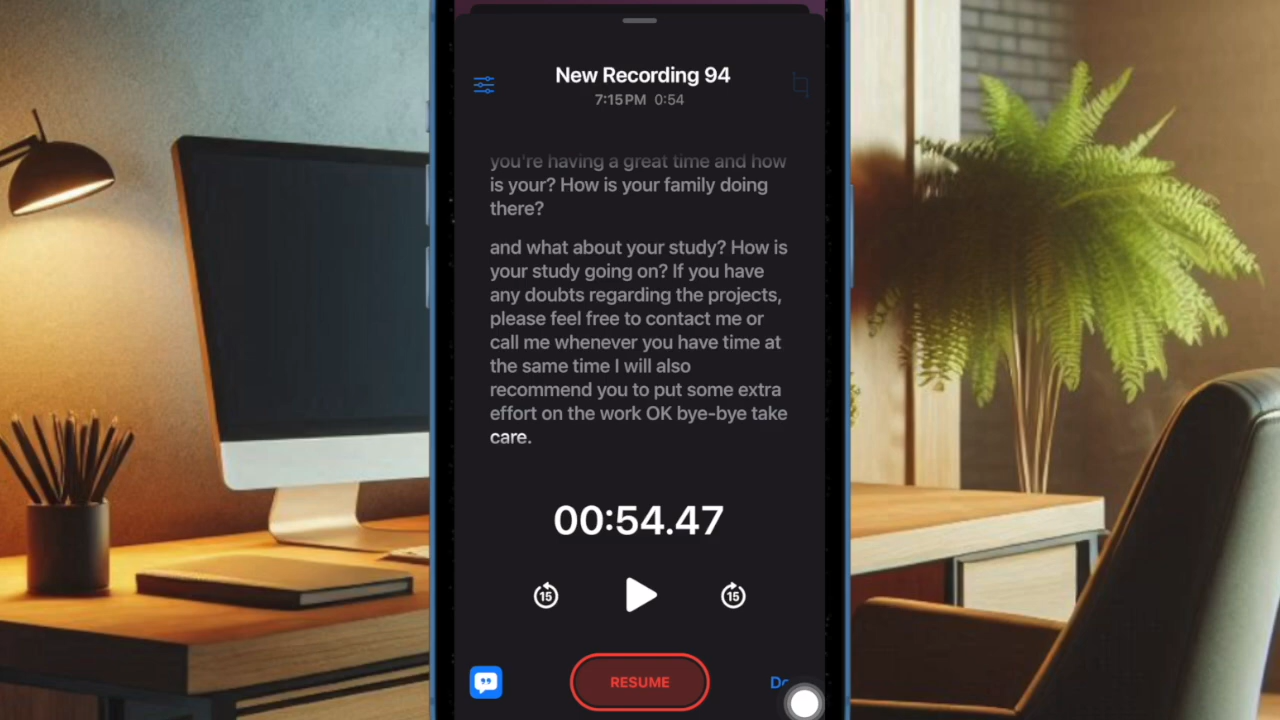 New Recording 94
7:15 PM 0:54
you're having a great time and how
is your? How is your family doing
there?
and what about your study? How is
your study going on? If you have
any doubts regarding the projects,
please feel free to contact me or
call me whenever you have time at
the same time I will also
recommend you to put some extra
effort on the work OK bye-bye take
care.
00:54.47
15
15
RESUME